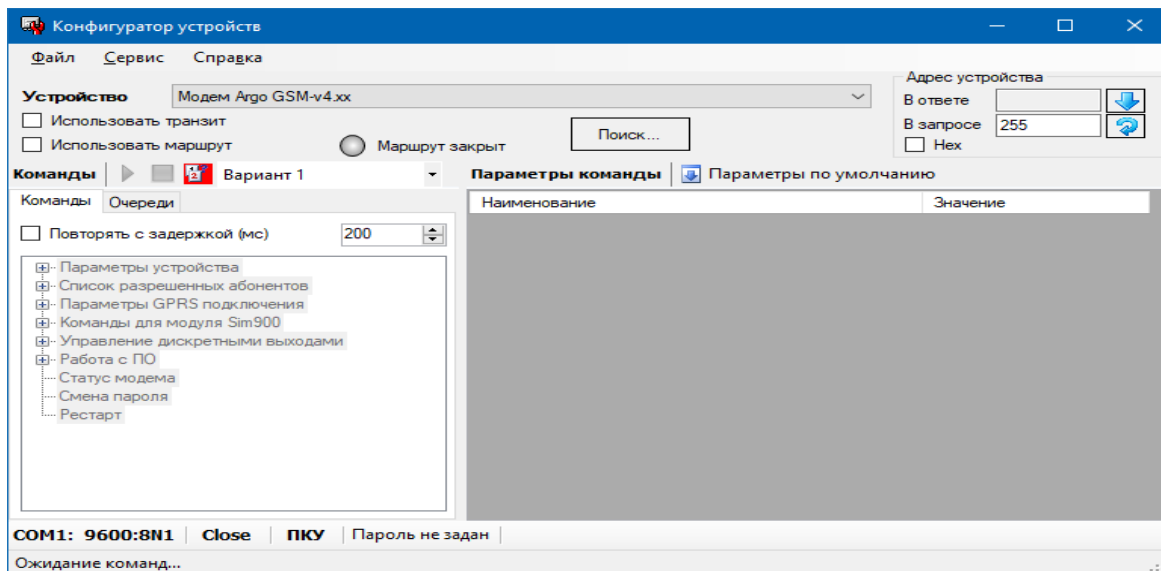 Конфигуратор устройств
Файл Сервис Справка
Адрес устройства
Устройство Модем Argo GSM-v4.xx
В ответе
Использовать транзит
В запросе 255
Использовать маршрут Маршрут закрыт Поиск...
Hex
Команды Вариант 1 Параметры команды Параметры по умолчанию
Команды Очереди
Наименование Значение
Повторять с задержкой (мс) 200
Параметры устройства
Список разрешенных абонентов
Параметры GPRS подключения
Команды для модуля Sim900
Управление дискретными выходами
Работа с ПО
Статус модема
Смена пароля
Рестарт
COM1: 9600:8N1 Close ПКУ Пароль не задан
Ожидание команд...